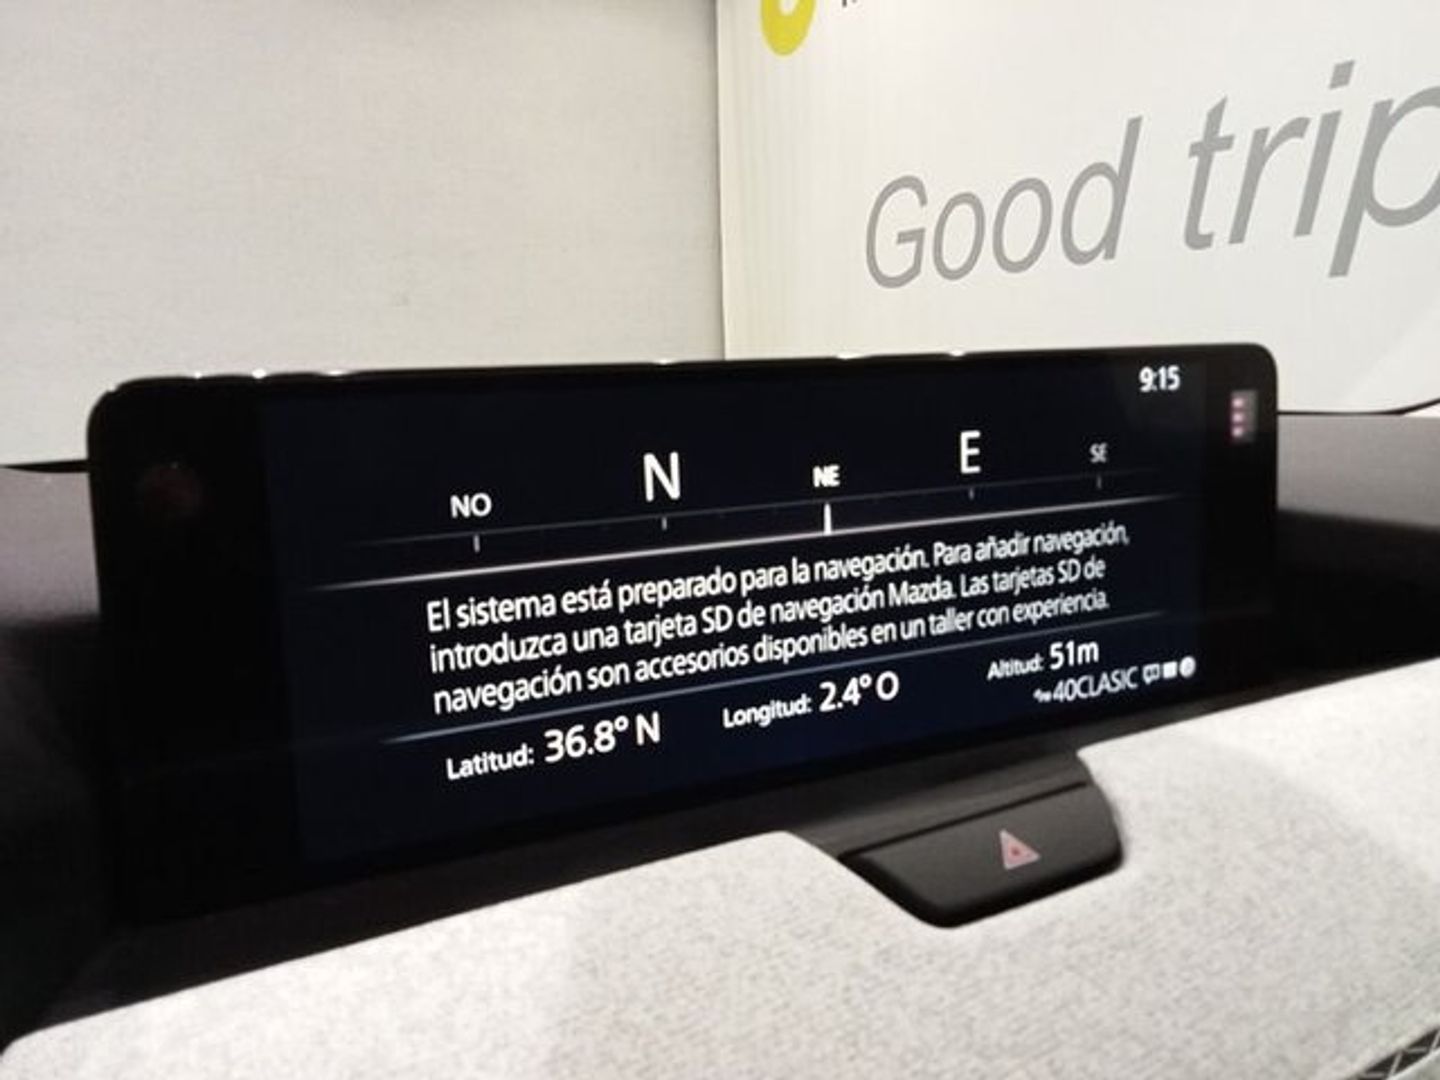 Good trip
9:15
NO N NE E SE
El sistema está preparado para la navegación. Para añadir navegación,
introduzca una tarjeta SD de navegación Mazda. Las tarjetas SD de
navegación son accesorios disponibles en un taller con experiencia.
Latitud: 36.8° N Longitud: 2.4° O Altitud: 51m
40CLASIC